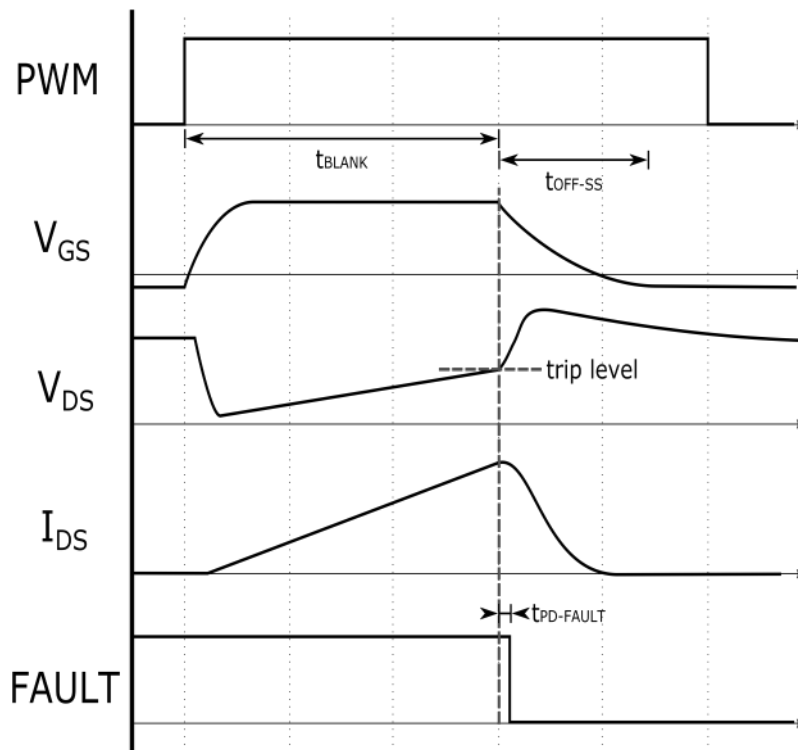 PWM
tBLANK
tOFF-SS
VGS
VDS
trip level
IDS
tPD-FAULT
FAULT